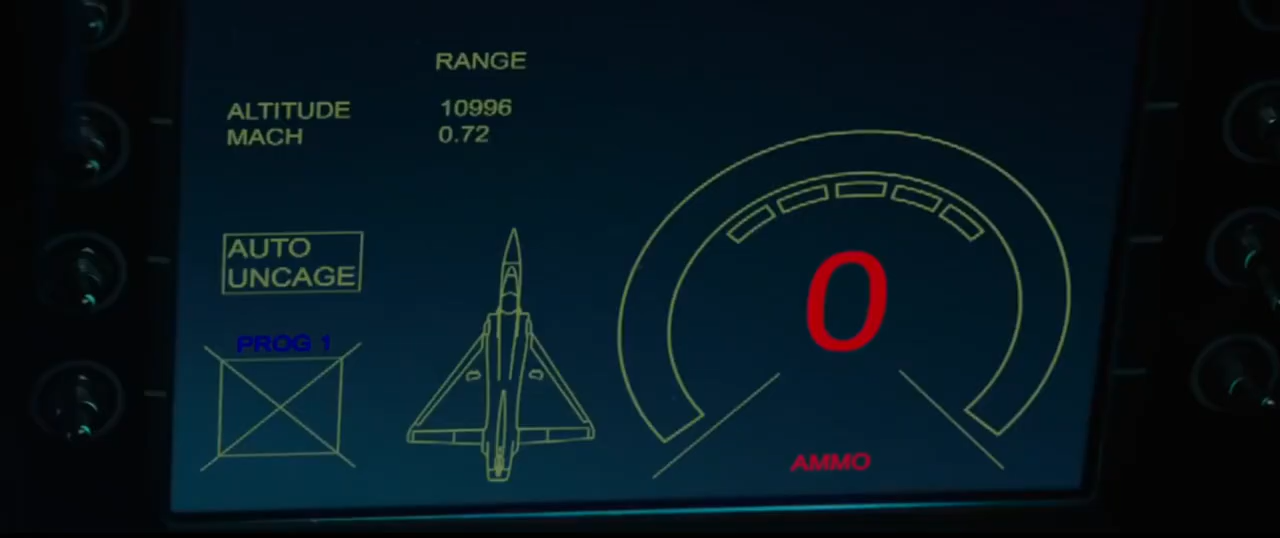 RANGE
ALTITUDE 10996
MACH 0.72
AUTO
UNCAGE
PROG 1
0
AMMO